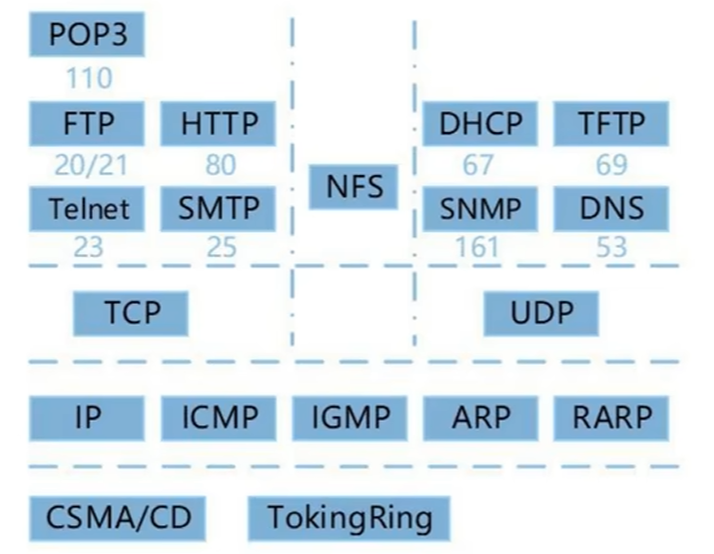 POP3
110
FTP HTTP DHCP TFTP
20/21 80 67 69
NFS
Telnet SMTP SNMP DNS
23 25 161 53
TCP UDP
IP ICMP IGMP ARP RARP
CSMA/CD TokingRing